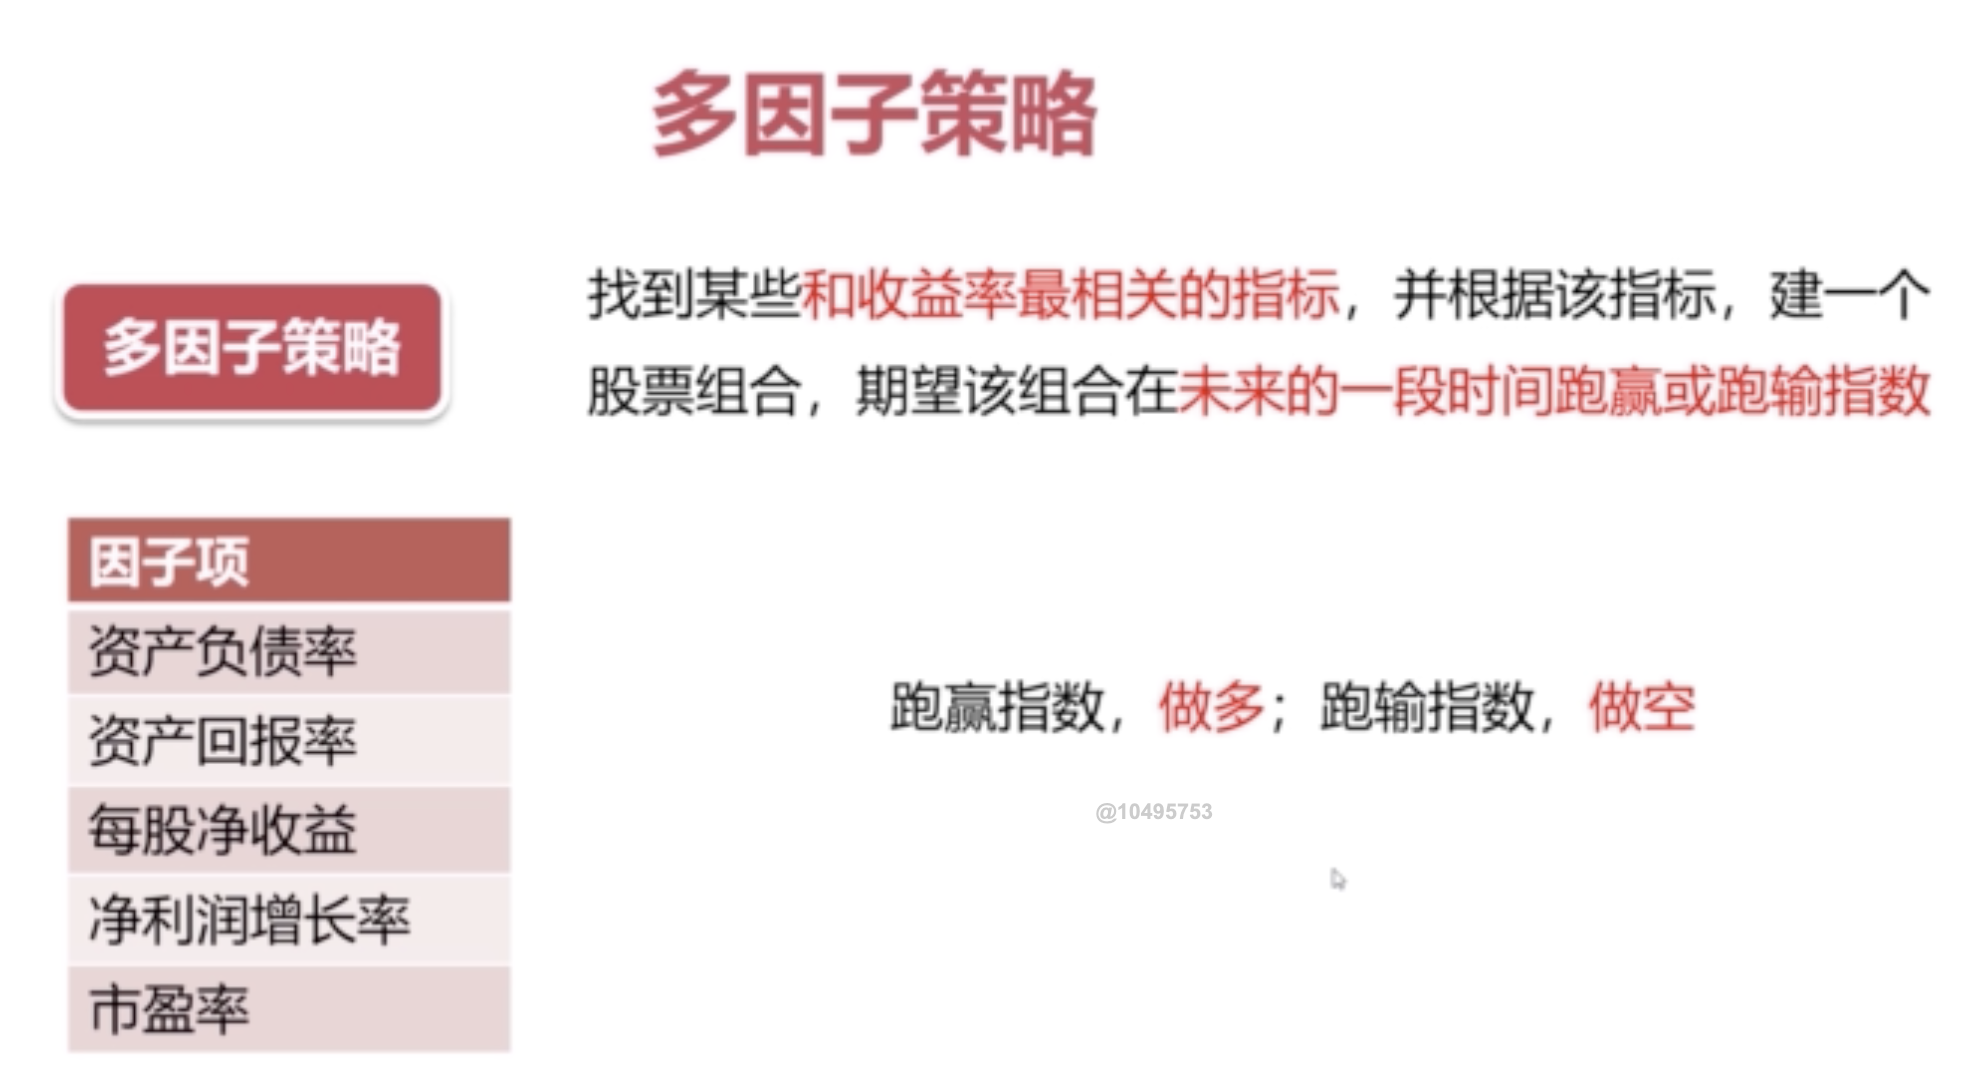 多因子策略
多因子策略
找到某些和收益率最相关的指标，并根据该指标，建一个
股票组合，期望该组合在未来的一段时间跑赢或跑输指数
因子项
资产负债率
资产回报率
每股净收益
净利润增长率
市盈率
跑赢指数，做多；跑输指数，做空
@10495753